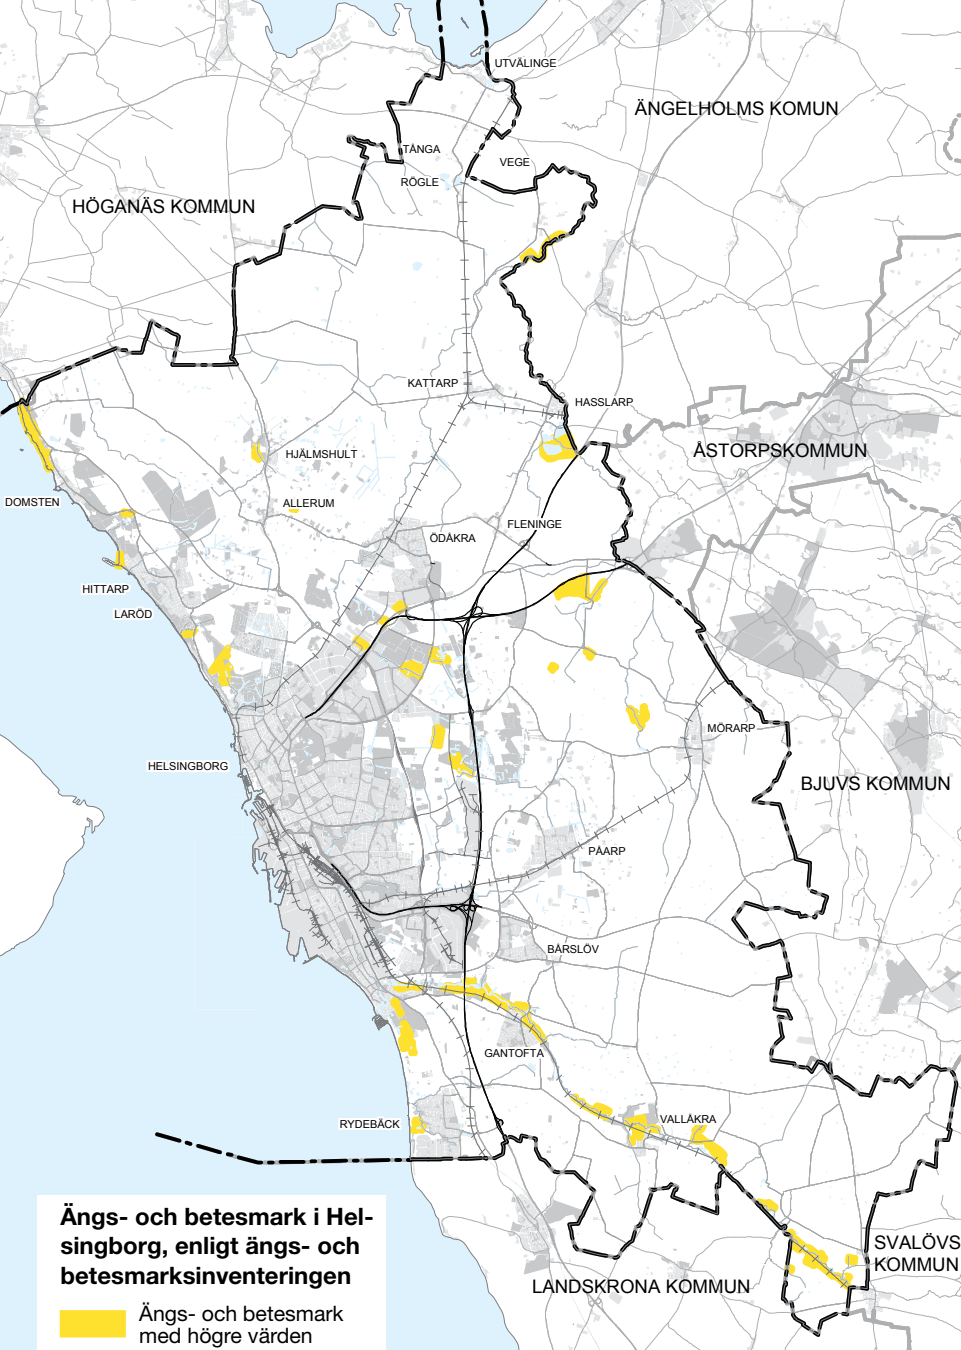 UTVÄLINGE
ÄNGELHOLMS KOMUN
TÅNGA
VEGE
RÖGLE
HÖGANÄS KOMMUN
KATTARP
HASSLARP
ÅSTORPSKOMMUN
HJÄLMSHULT
DOMSTEN
ALLERUM
FLENINGE
ÖDÅKRA
HITTARP
LARÖD
MÖRARP
HELSINGBORG
BJUVS KOMMUN
PÅARP
BÅRSLÖV
GANTOFTA
RYDEBÄCK
VALLÅKRA
SVALÖVS
KOMMUN
LANDSKRONA KOMMUN
Ängs- och betesmark i Hel-
singborg, enligt ängs- och
betesmarksinventeringen
Ängs- och betesmark
med högre värden